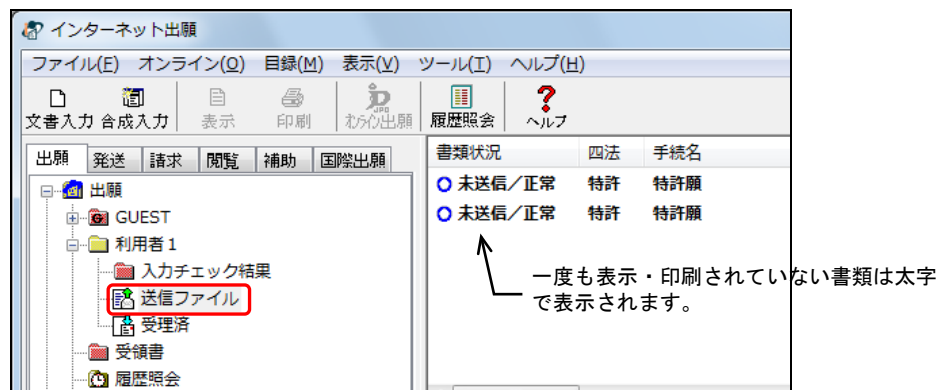 インターネット出願
ファイル(F) オンライン(O) 目録(M) 表示(V) ツール(T) ヘルプ(H)
文書入力 合成入力 表示 印刷 オンライン出願 履歴照会 ヘルプ
出願 発送 請求 閲覧 補助 国際出願
書類状況 四法 手続名
出願
GUEST
利用者1
入力チェック結果
送信ファイル
受理済
受領書
履歴照会
未送信/正常 特許 特許願
未送信/正常 特許 特許願
一度も表示・印刷されていない書類は太字
で表示されます。